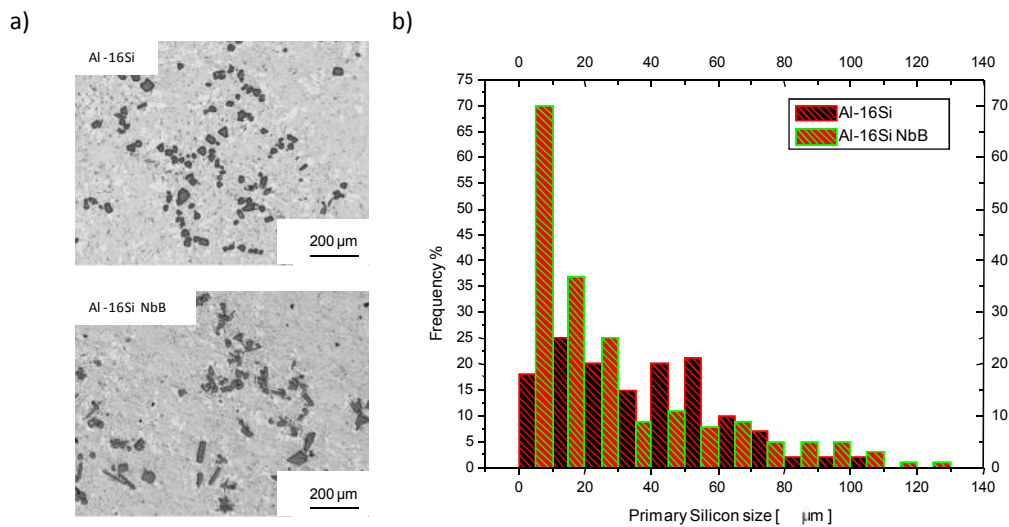 a)
Al -16Si
200 µm
Al -16Si NbB
200 µm
b)
0 20 40 60 80 100 120 140
75
70
65
60
55
50
45
40
35
30
25
20
15
10
5
0
70
60
50
40
30
20
10
0
Frequency %
Al-16Si
Al-16Si NbB
0 20 40 60 80 100 120 140
Primary Silicon size [ µm ]